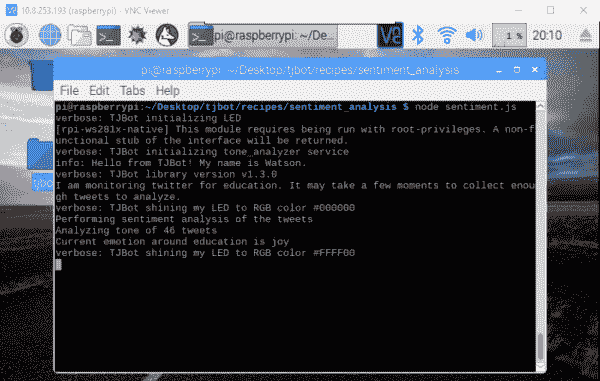 10.8.253.193 (raspberrypi) - VNC Viewer
pi@raspberrypi: ~/De...
1 %
20:10
pi@raspberrypi: ~/Desktop/tjbot/recipes/sentiment_analysis
File Edit Tabs Help
pi@raspberrypi:~/Desktop/tjbot/recipes/sentiment_analysis $ node sentiment.js
verbose: TJBot initializing LED
[rpi-ws281x-native] This module requires being run with root-privileges. A non-f
unctional stub of the interface will be returned.
verbose: TJBot initializing tone_analyzer service
info: Hello from TJBot! My name is Watson.
verbose: TJBot library version v1.3.0
I am monitoring twitter for education. It may take a few moments to collect enou
gh tweets to analyze.
verbose: TJBot shining my LED to RGB color #000000
Performing sentiment analysis of the tweets
Analyzing tone of 46 tweets
Current emotion around education is joy
verbose: TJBot shining my LED to RGB color #FFFF00